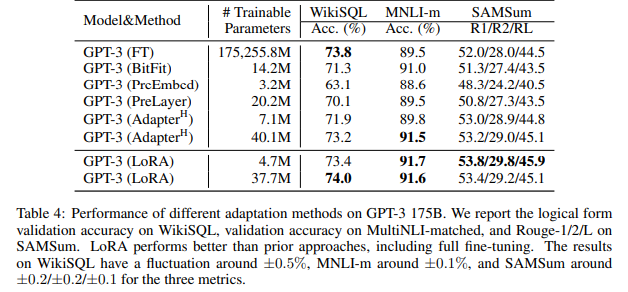 Model&Method # Trainable Parameters WikiSQL Acc. (%) MNLI-m Acc. (%) SAMSum R1/R2/RL
GPT-3 (FT) 175,255.8M 73.8 89.5 52.0/28.0/44.5
GPT-3 (BitFit) 14.2M 71.3 91.0 51.3/27.4/43.5
GPT-3 (PreEmbed) 3.2M 63.1 88.6 48.3/24.2/40.5
GPT-3 (PreLayer) 20.2M 70.1 89.5 50.8/27.3/43.5
GPT-3 (Adapterᴴ) 7.1M 71.9 89.8 53.0/28.9/44.8
GPT-3 (Adapterᴴ) 40.1M 73.2 91.5 53.2/29.0/45.1
GPT-3 (LoRA) 4.7M 73.4 91.7 53.8/29.8/45.9
GPT-3 (LoRA) 37.7M 74.0 91.6 53.4/29.2/45.1
Table 4: Performance of different adaptation methods on GPT-3 175B. We report the logical form
validation accuracy on WikiSQL, validation accuracy on MultiNLI-matched, and Rouge-1/2/L on
SAMSum. LoRA performs better than prior approaches, including full fine-tuning. The results
on WikiSQL have a fluctuation around ±0.5%, MNLI-m around ±0.1%, and SAMSum around
±0.2/±0.2/±0.1 for the three metrics.